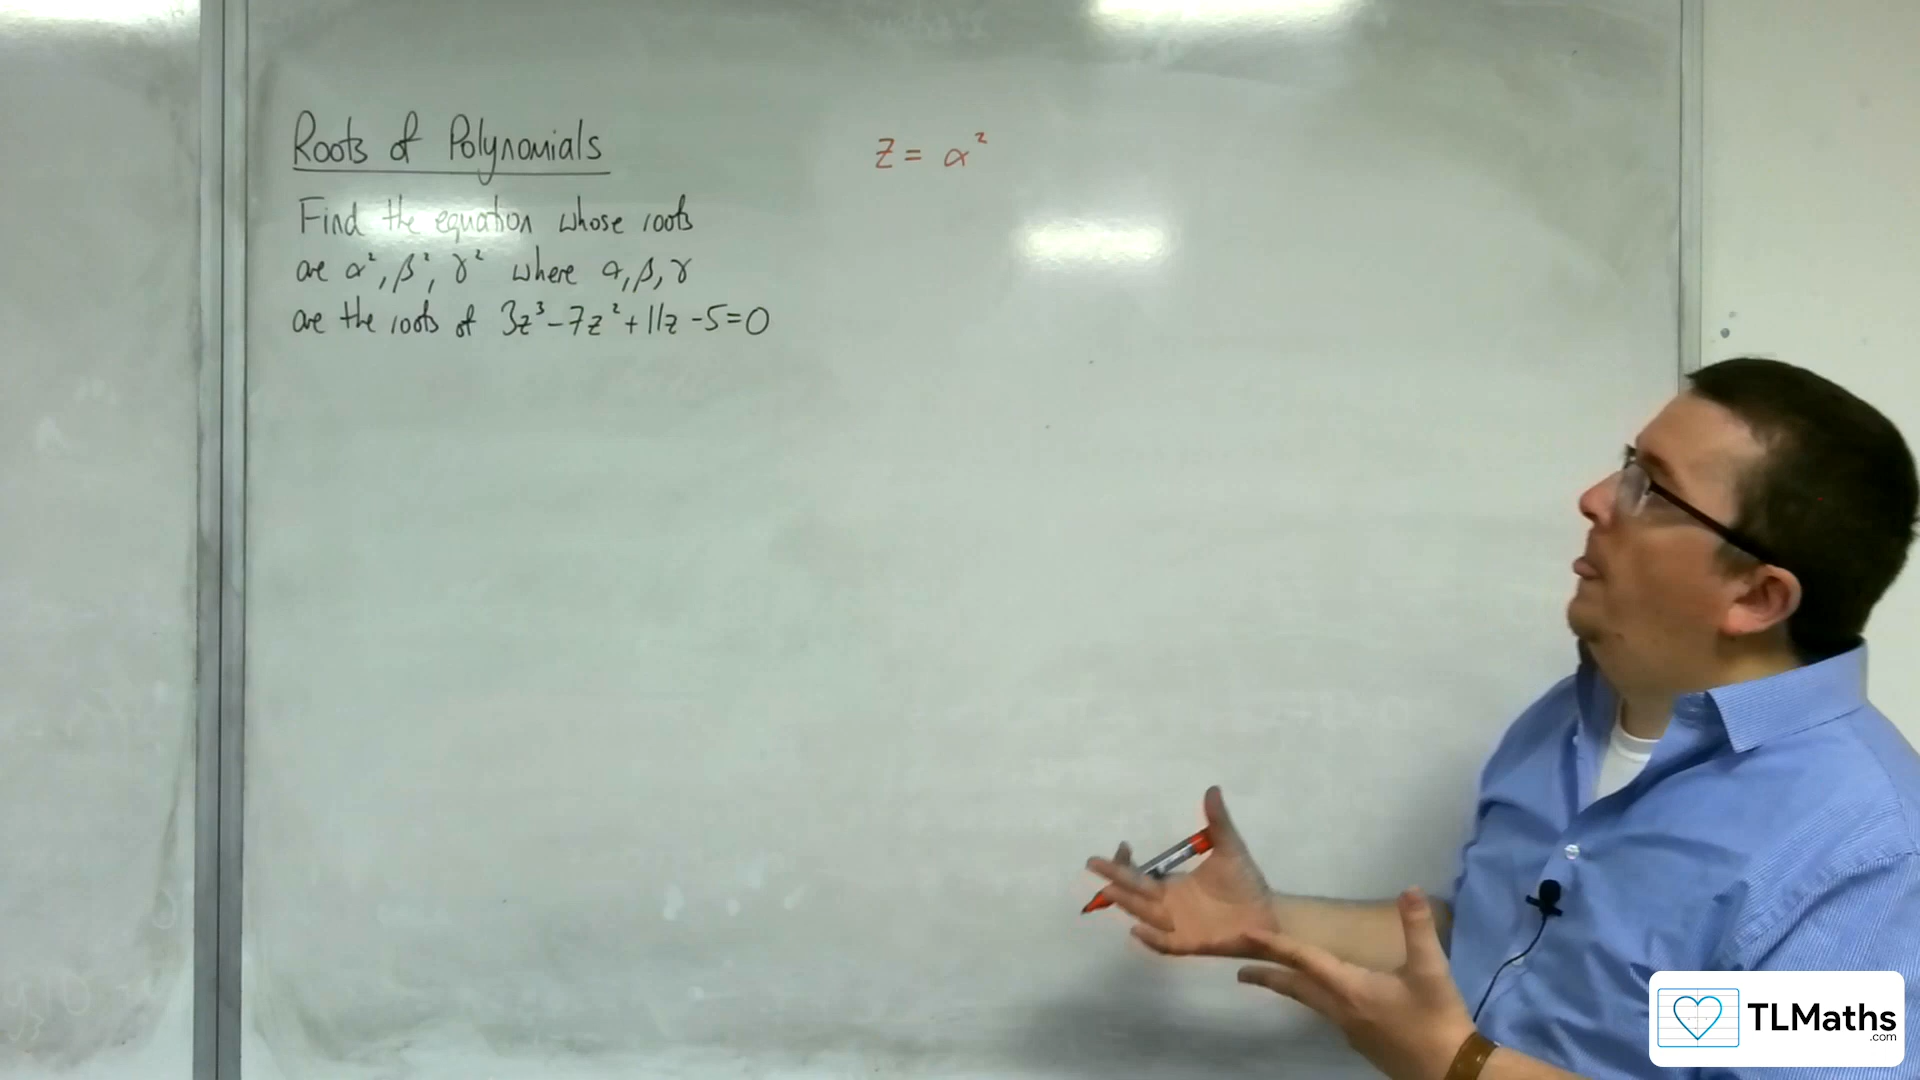 Roots of Polynomials
Find the equation whose roots
are α², β², γ² where α, β, γ
are the roots of 3z³ - 7z² + 11z - 5 = 0
z = α²
TLMaths
.com